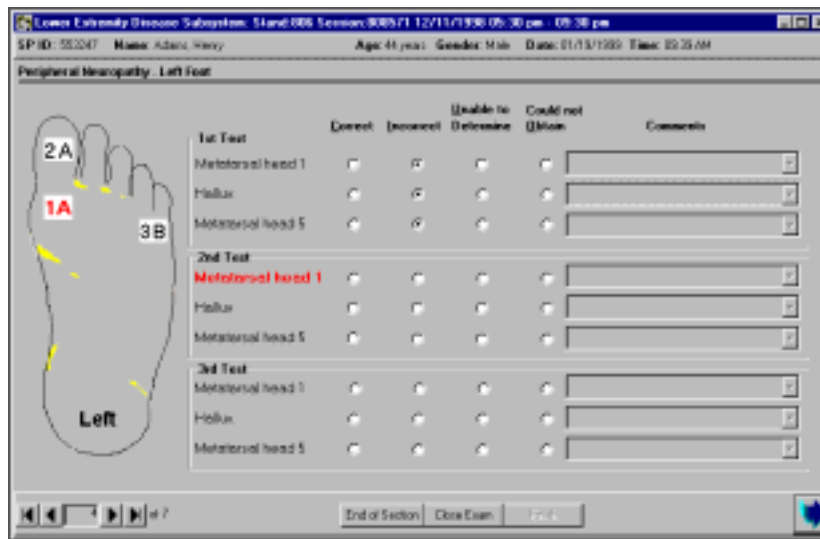 Lower Extremity Disease Subsystem: Stand:806 Session:808571 12/11/1998 05:30 pm - 09:30 pm
SP ID: 553247 Name: Adams, Henry Age: 44 years Gender: Male Date: 01/19/1999 Time: 09:39 AM
Peripheral Neuropathy - Left Foot
Correct Incorrect Unable to Determine Could not Obtain Comments
1st Test
Metatarsal head 1
Hallux
Metatarsal head 5
2nd Test
Metatarsal head 1
Hallux
Metatarsal head 5
3rd Test
Metatarsal head 1
Hallux
Metatarsal head 5
2A
1A
3B
Left
4 of 7
End of Section Close Exam